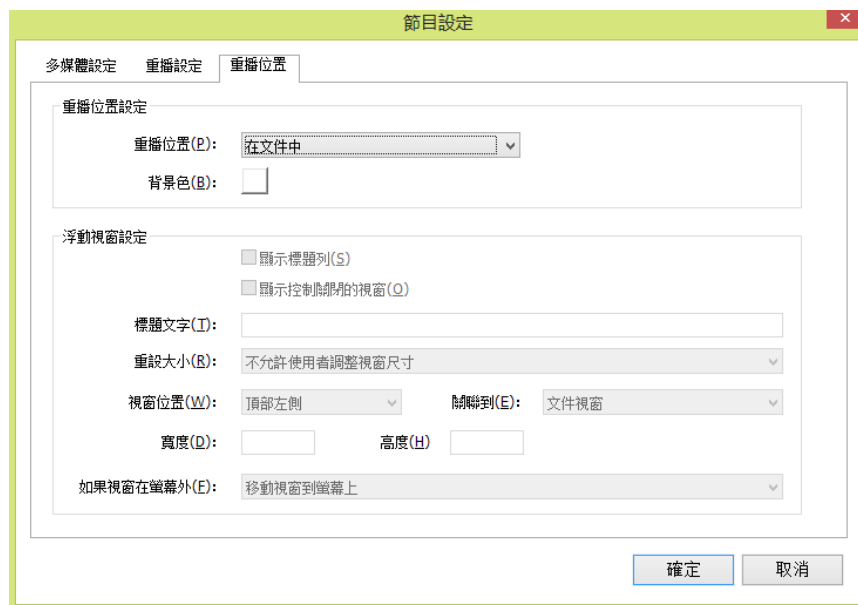 節目設定
多媒體設定 重播設定 重播位置
重播位置設定
重播位置(P): 在文件中
背景色(B):
浮動視窗設定
顯示標題列(S)
顯示控制關閉的視窗(O)
標題文字(T):
重設大小(R): 不允許使用者調整視窗尺寸
視窗位置(W): 頂部左側 關聯到(E): 文件視窗
寬度(D): 高度(H)
如果視窗在螢幕外(F): 移動視窗到螢幕上
確定 取消